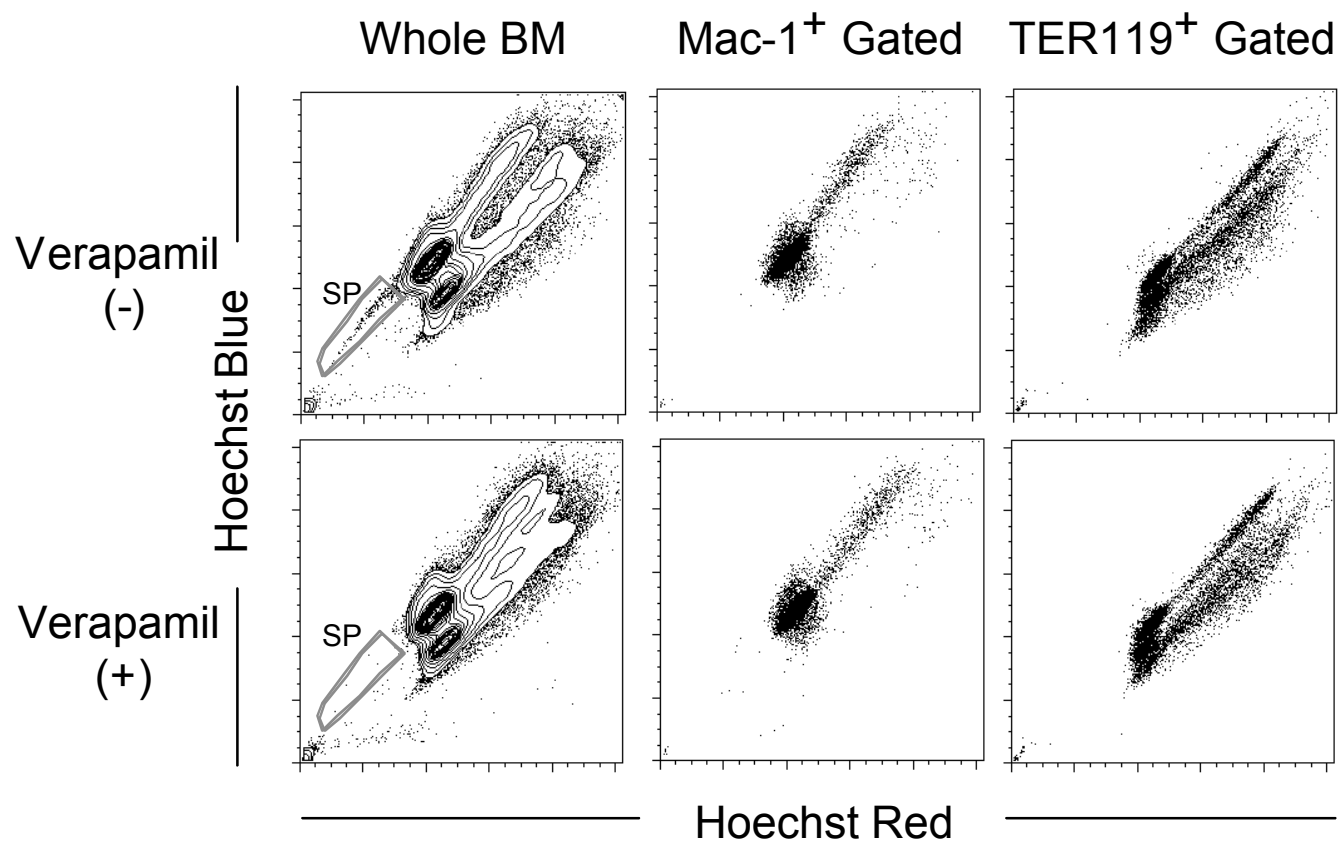 Whole BM
Mac-1⁺ Gated
TER119⁺ Gated
Verapamil
(-)
SP
Hoechst Blue
Verapamil
(+)
SP
Hoechst Red